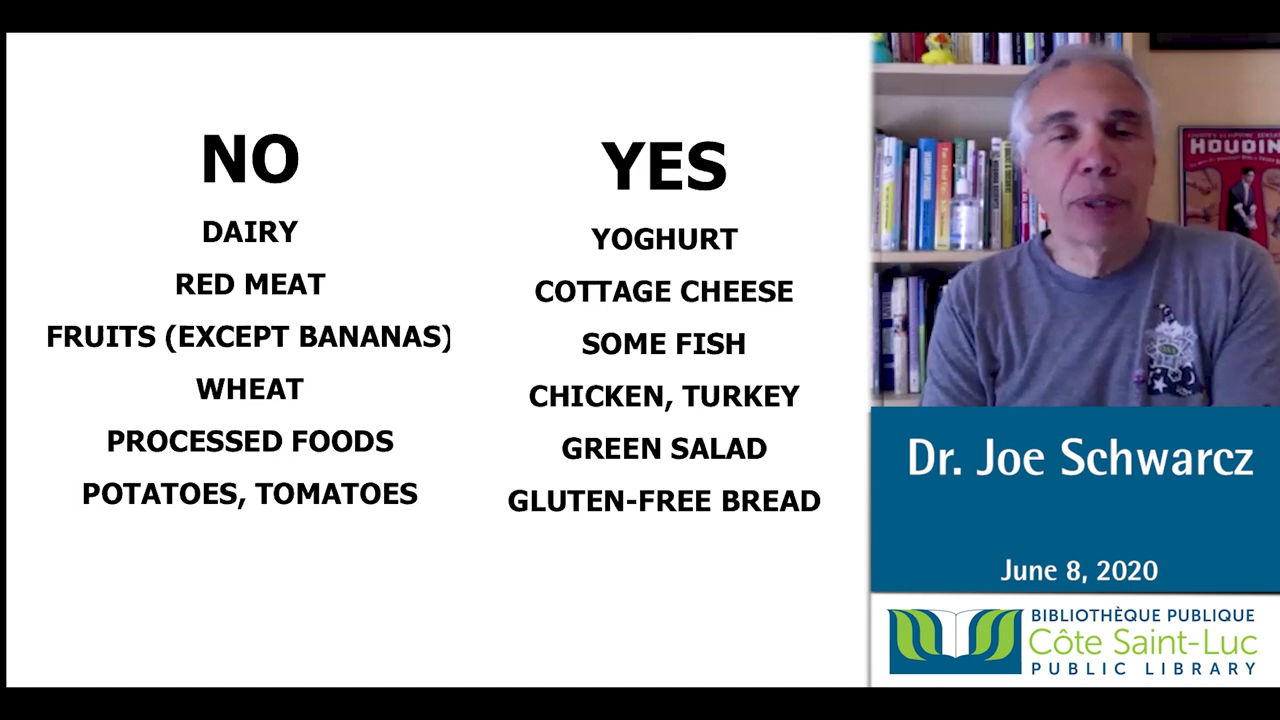 NO
DAIRY
RED MEAT
FRUITS (EXCEPT BANANAS)
WHEAT
PROCESSED FOODS
POTATOES, TOMATOES
YES
YOGHURT
COTTAGE CHEESE
SOME FISH
CHICKEN, TURKEY
GREEN SALAD
GLUTEN-FREE BREAD
HOUDIN
Dr. Joe Schwarcz
June 8, 2020
BIBLIOTHÈQUE PUBLIQUE
Côte Saint-Luc
PUBLIC LIBRARY